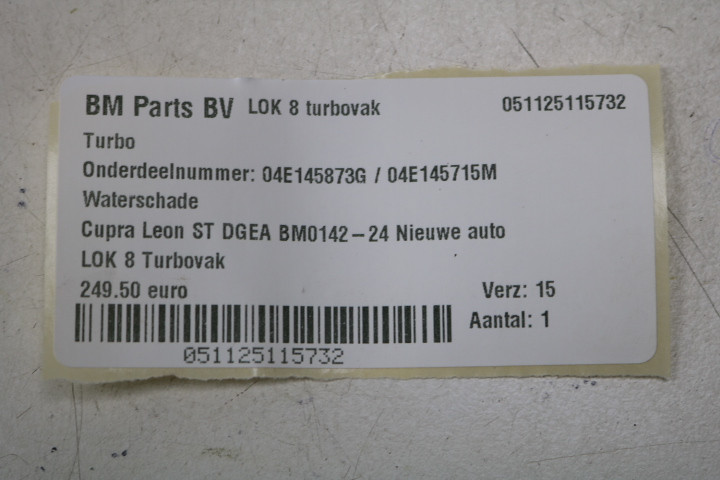 BM Parts BV LOK 8 turbovak 051125115732
Turbo
Onderdeelnummer: 04E145873G / 04E145715M
Waterschade
Cupra Leon ST DGEA BM0142-24 Nieuwe auto
LOK 8 Turbovak
249.50 euro Verz: 15
Aantal: 1
051125115732